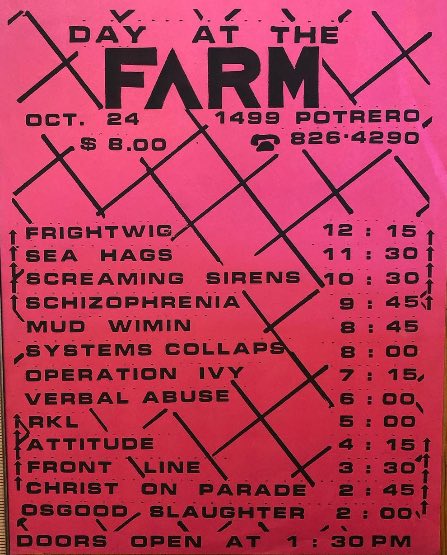 DAY AT THE
FARM
OCT. 24 1499 POTRERO
$ 8.00 ☎ 826·4290
FRIGHTWIG 12 : 15
SEA HAGS 11 : 30
SCREAMING SIRENS 10 : 30
SCHIZOPHRENIA 9 : 45
MUD WIMIN 8 : 45
SYSTEMS COLLAPS 8 : 00
OPERATION IVY 7 : 15
VERBAL ABUSE 6 : 00
RKL 5 : 00
ATTITUDE 4 : 15
FRONT LINE 3 : 30
CHRIST ON PARADE 2 : 45
OSGOOD SLAUGHTER 2 : 00
DOORS OPEN AT 1 : 30 PM